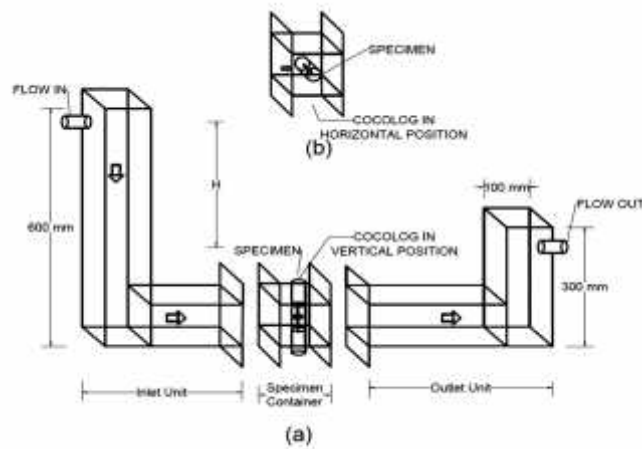 SPECIMEN
FLOW IN
COCOLOG IN
HORIZONTAL POSITION
(b)
100 mm
FLOW OUT
H
COCOLOG IN
VERTICAL POSITION
SPECIMEN
600 mm
300 mm
Inlet Unit
Specimen
Container
Outlet Unit
(a)